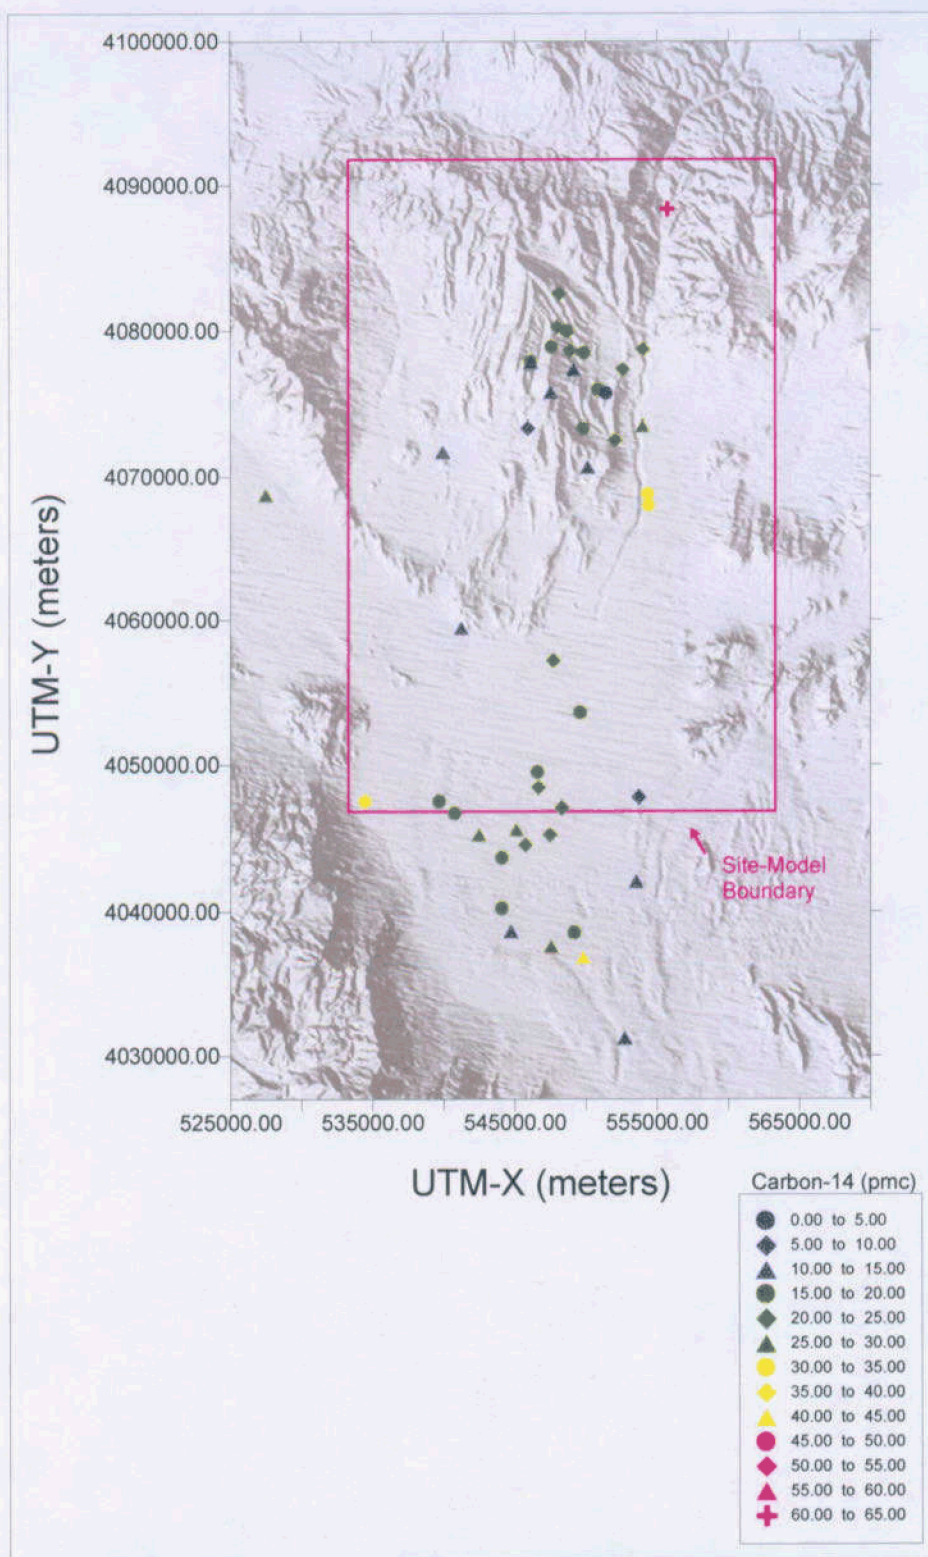 4100000.00
4090000.00
4080000.00
4070000.00
4060000.00
4050000.00
4040000.00
4030000.00
UTM-Y (meters)
525000.00 535000.00 545000.00 555000.00 565000.00
UTM-X (meters)
Site-Model
Boundary
Carbon-14 (pmc)
0.00 to 5.00
5.00 to 10.00
10.00 to 15.00
15.00 to 20.00
20.00 to 25.00
25.00 to 30.00
30.00 to 35.00
35.00 to 40.00
40.00 to 45.00
45.00 to 50.00
50.00 to 55.00
55.00 to 60.00
60.00 to 65.00